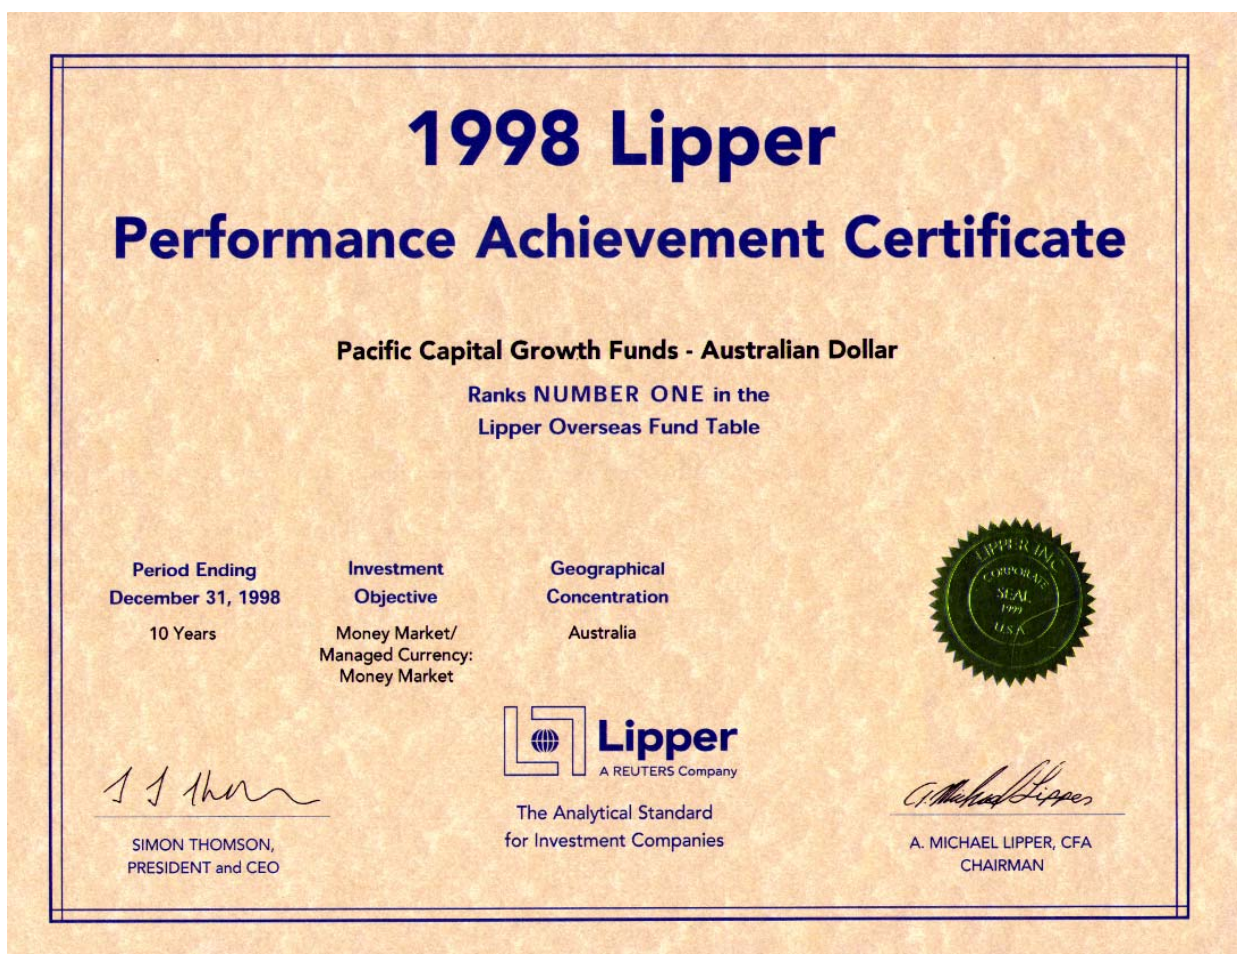 1998 Lipper
Performance Achievement Certificate
Pacific Capital Growth Funds - Australian Dollar
Ranks NUMBER ONE in the
Lipper Overseas Fund Table
Period Ending
December 31, 1998
10 Years
Investment
Objective
Money Market/
Managed Currency:
Money Market
Geographical
Concentration
Australia
LIPPER INC.
CORPORATE
SEAL
1999
U.S.A.
Lipper
A REUTERS Company
The Analytical Standard
for Investment Companies
SIMON THOMSON,
PRESIDENT and CEO
A. Michael Lipper
A. MICHAEL LIPPER, CFA
CHAIRMAN